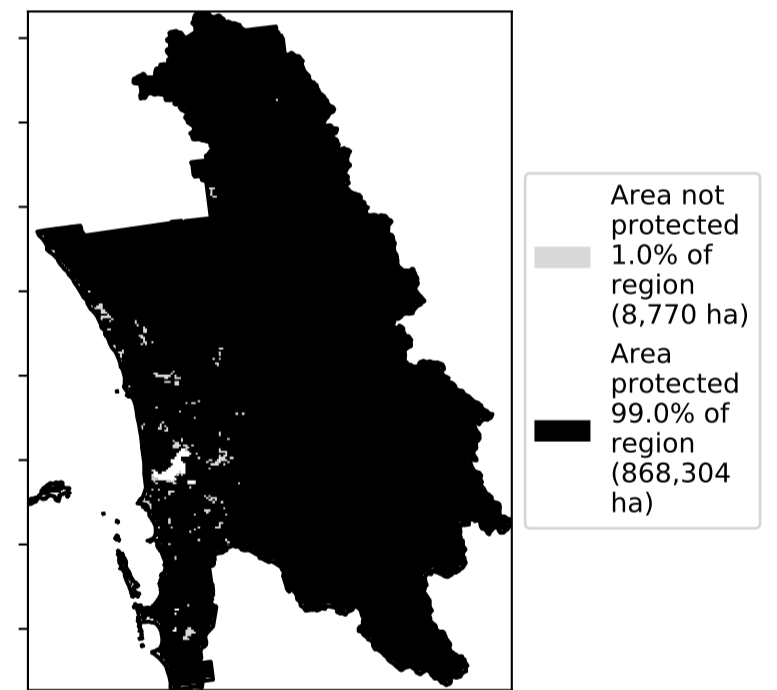 Area not
protected
1.0% of
region
(8,770 ha)
Area
protected
99.0% of
region
(868,304
ha)